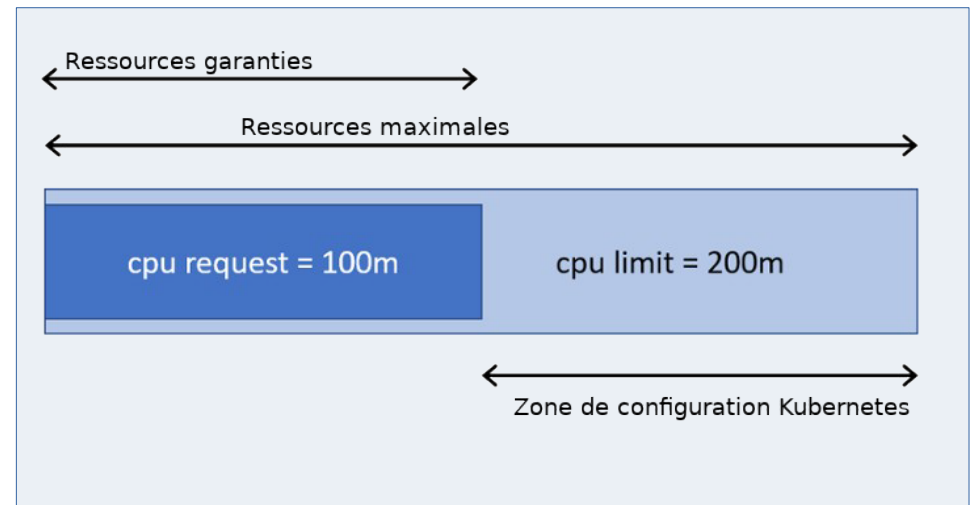 Ressources garanties
Ressources maximales
cpu request = 100m
cpu limit = 200m
Zone de configuration Kubernetes